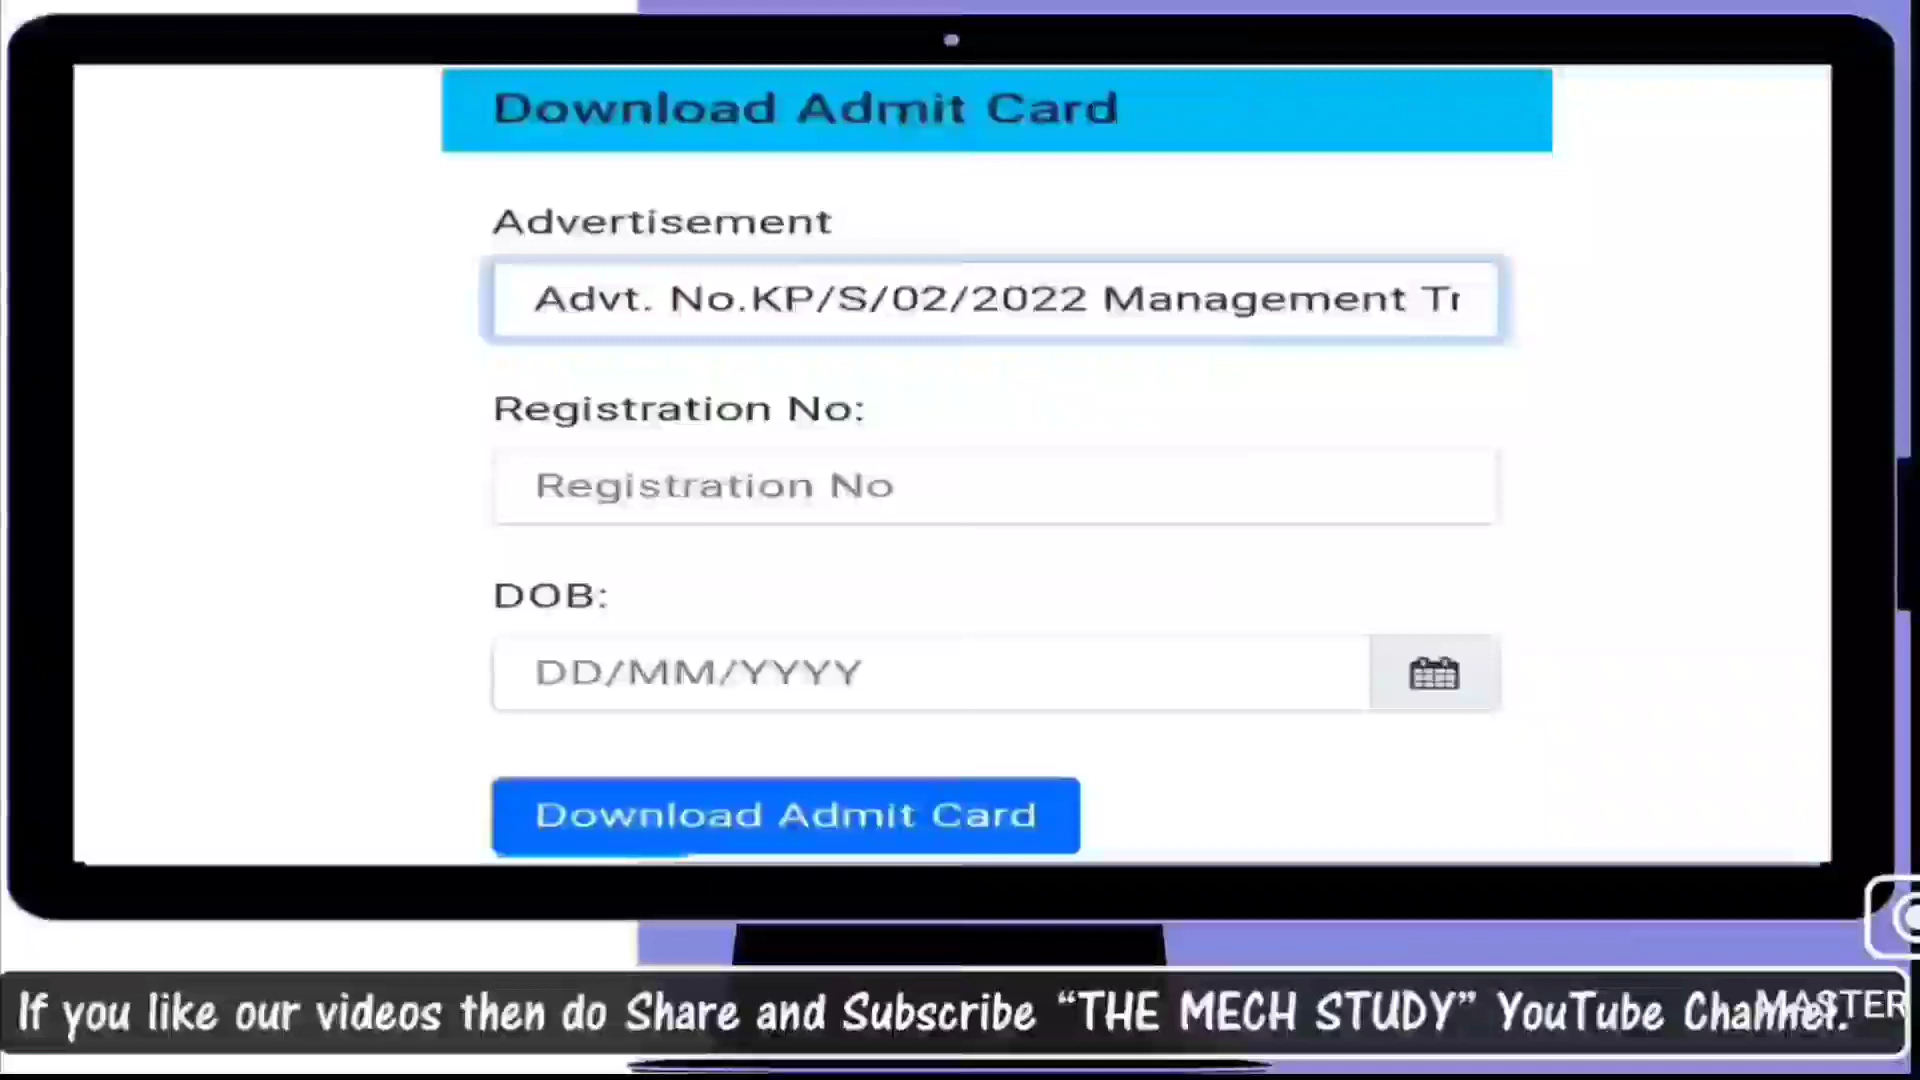 Download Admit Card
Advertisement
Advt. No.KP/S/02/2022 Management Tr
Registration No:
Registration No
DOB:
DD/MM/YYYY
Download Admit Card
If you like our videos then do Share and Subscribe “THE MECH STUDY” YouTube Channel.
MASTER